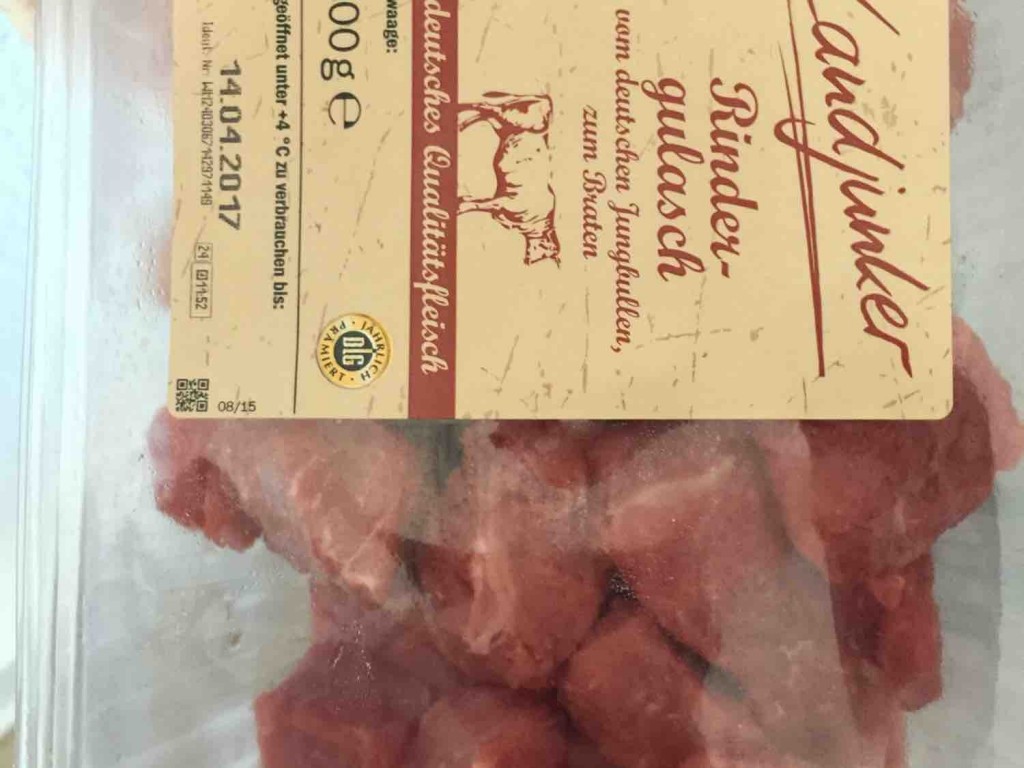 Landjunker
Rinder-
gulasch
vom deutschen Jungbullen,
zum Braten
deutsches Qualitätsfleisch
waage:
00g e
JÄHRLICH PRÄMIERT
DLG
geöffnet unter +4 °C zu verbrauchen bis:
14.04.2017
08/15
24
11:52